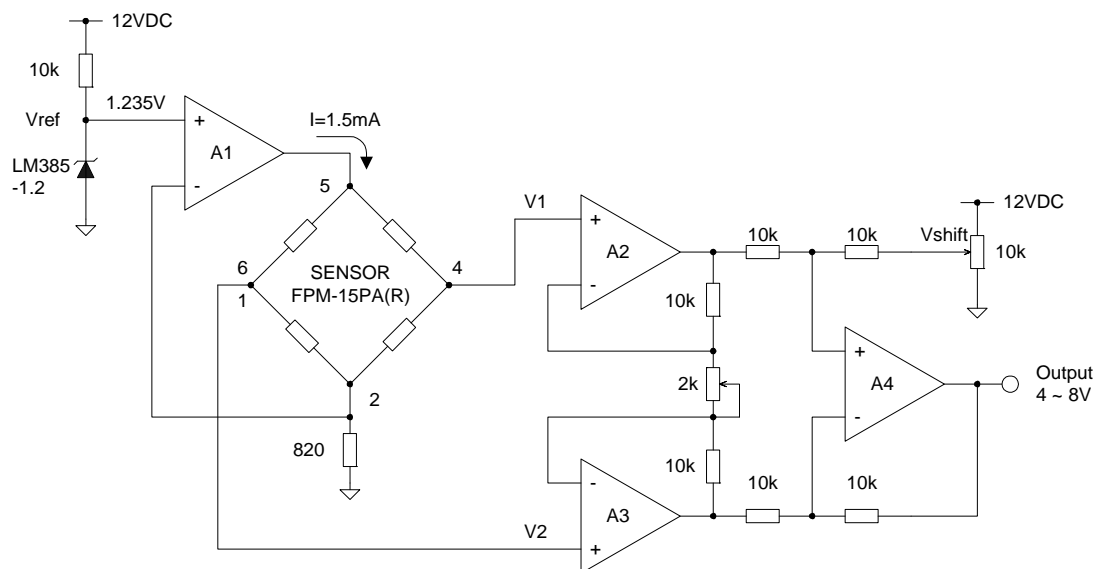 12VDC
10k
1.235V
Vref
LM385
-1.2
+
A1
-
I=1.5mA
5
6
1
SENSOR
FPM-15PA(R)
4
2
820
V1
+
A2
-
10k
10k
Vshift
12VDC
10k
10k
2k
+
A4
-
Output
4 ~ 8V
10k
-
A3
+
V2
10k
10k